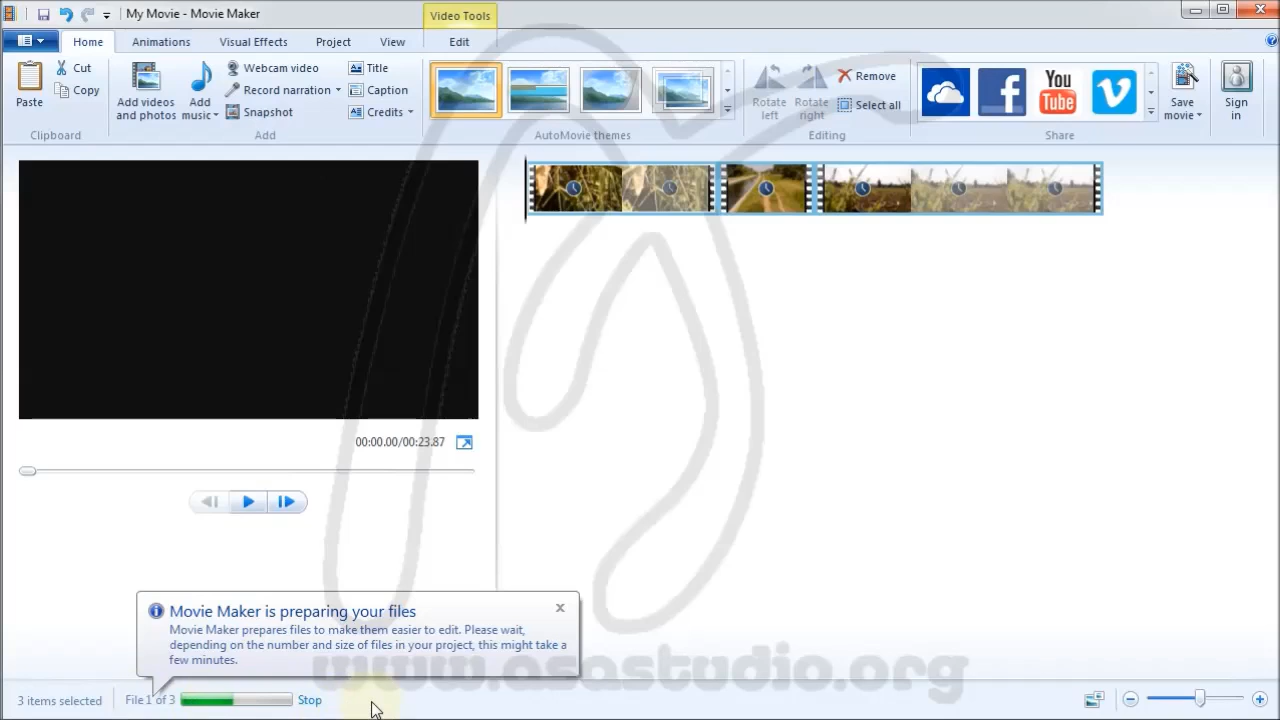 My Movie - Movie Maker
Video Tools
Home
Animations
Visual Effects
Project
View
Edit
Paste
Cut
Copy
Clipboard
Add videos
and photos
Add
music
Webcam video
Record narration
Snapshot
Title
Caption
Credits
Add
AutoMovie themes
Rotate
left
Rotate
right
Remove
Select all
Editing
You
Tube
Share
Save
movie
Sign
in
00:00.00/00:23.87
Movie Maker is preparing your files
Movie Maker prepares files to make them easier to edit. Please wait,
depending on the number and size of files in your project, this might take a
few minutes.
www.asastudio.org
3 items selected
File 1 of 3
Stop